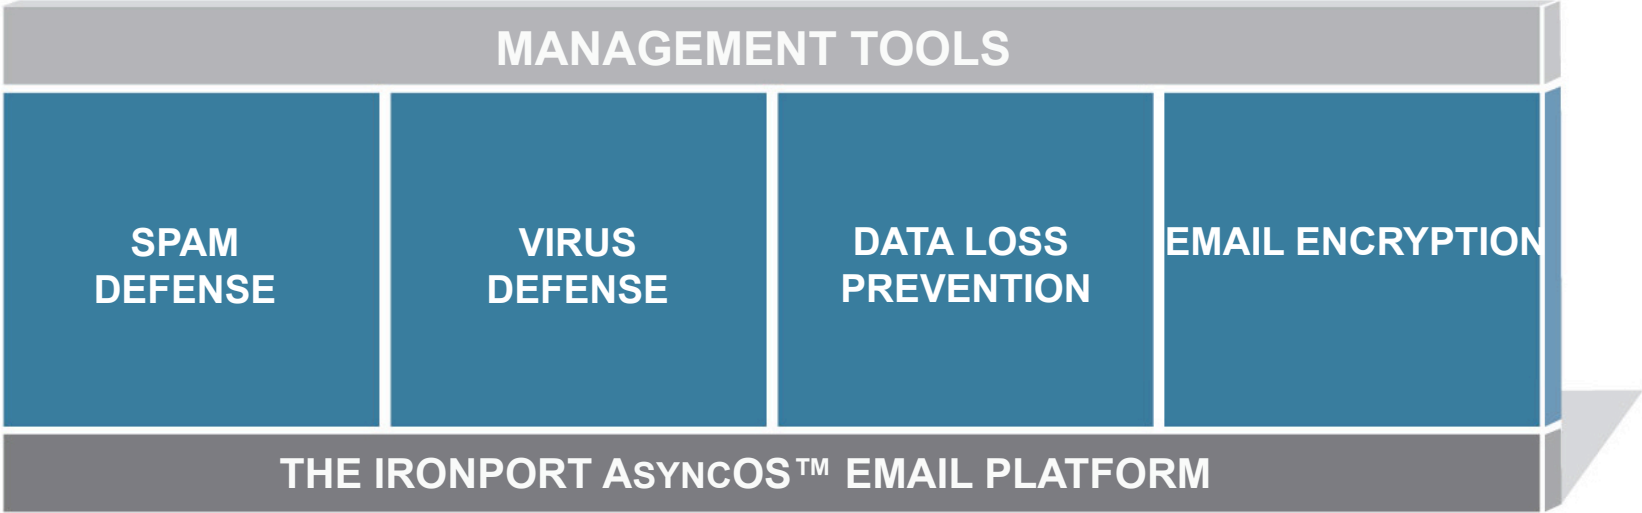 MANAGEMENT TOOLS
SPAM
DEFENSE
VIRUS
DEFENSE
DATA LOSS
PREVENTION
EMAIL ENCRYPTION
THE IRONPORT ASYNCOS™ EMAIL PLATFORM